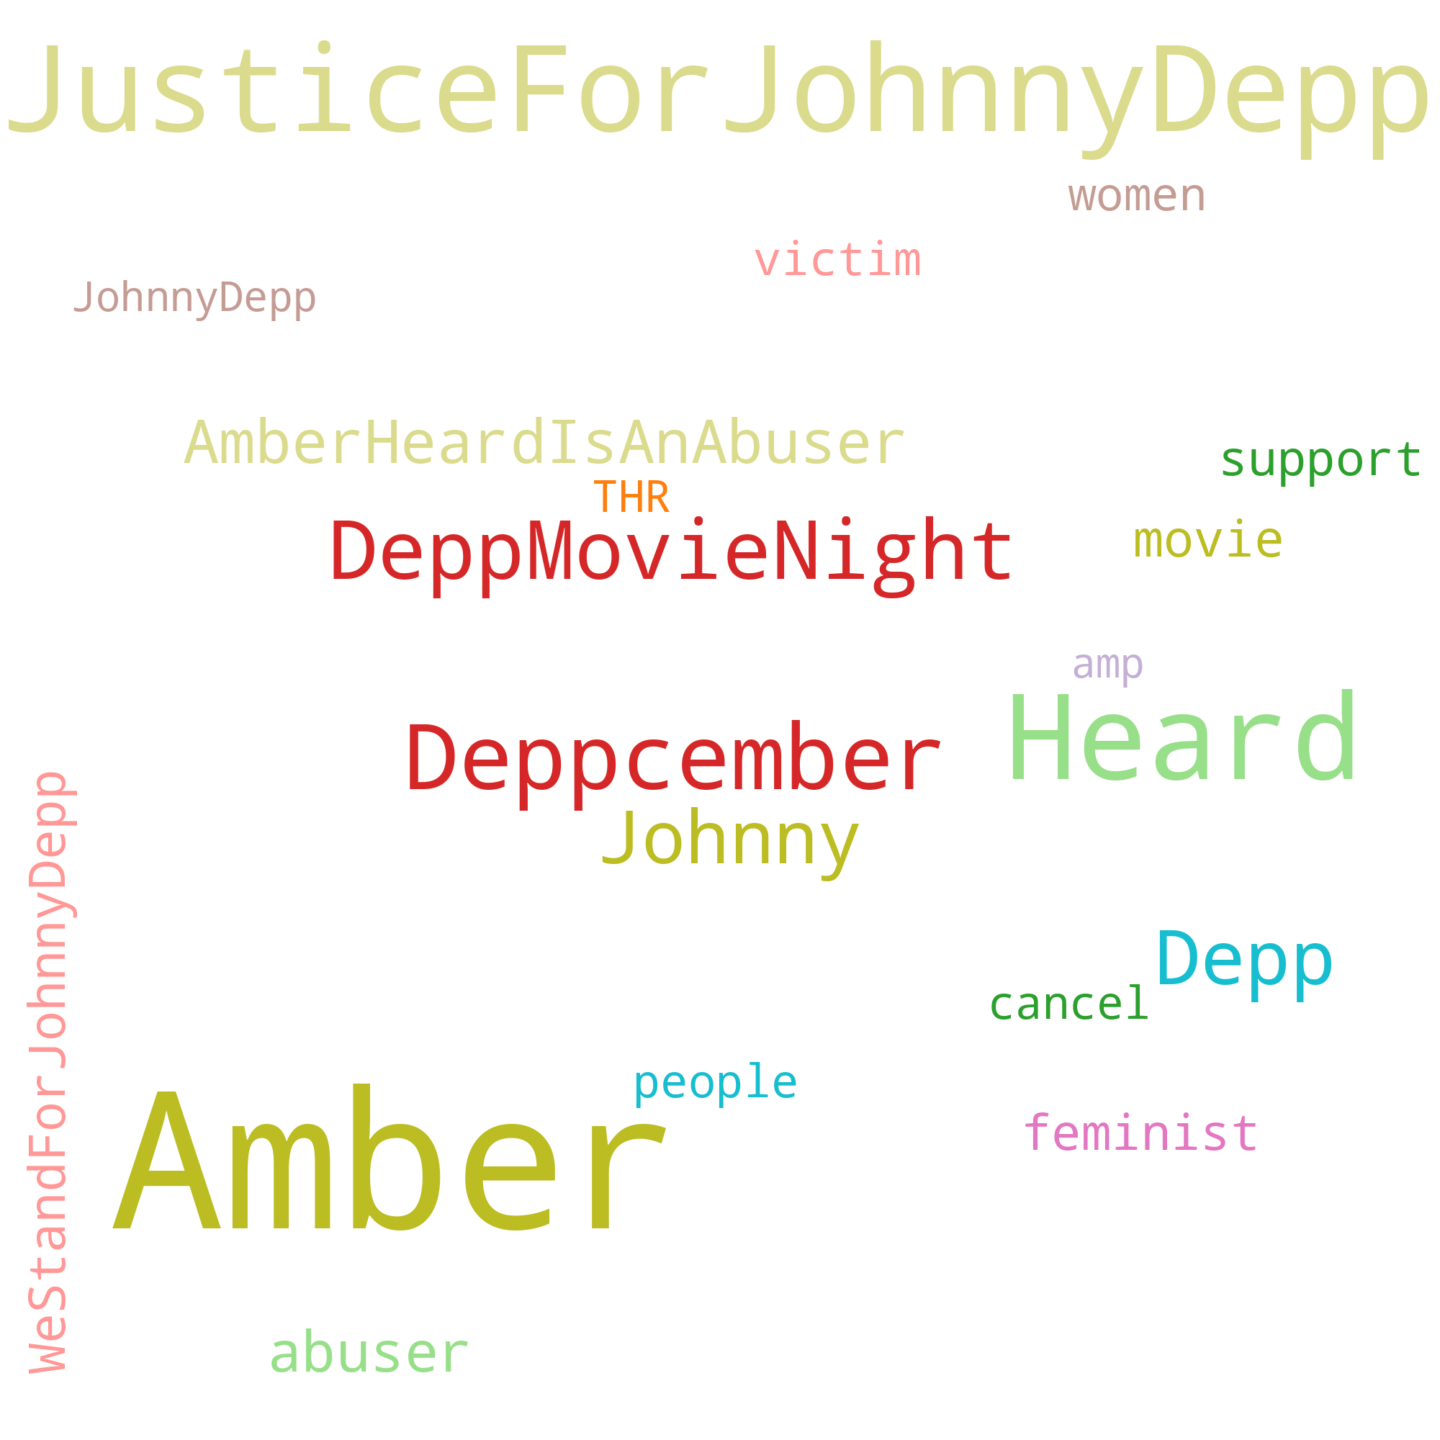 JusticeForJohnnyDepp
women
victim
JohnnyDepp
AmberHeardIsAnAbuser
support
THR
DeppMovieNight
movie
amp
Heard
Deppcember
Johnny
Depp
cancel
WeStandForJohnnyDepp
people
feminist
Amber
abuser